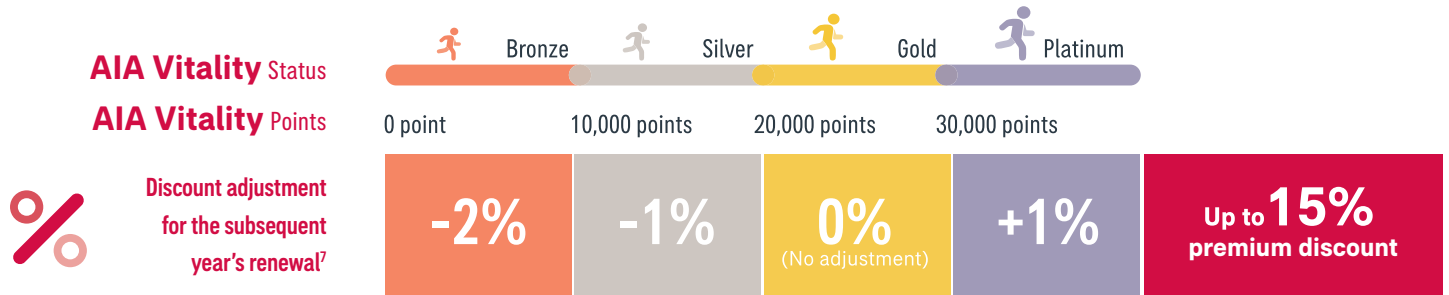 Bronze Silver Gold Platinum
AIA Vitality Status
AIA Vitality Points
0 point 10,000 points 20,000 points 30,000 points
Discount adjustment
for the subsequent
year's renewal7
-2% -1% 0% +1%
(No adjustment)
Up to 15%
premium discount